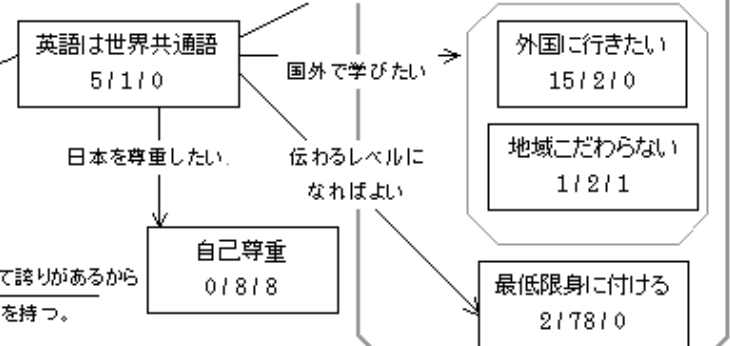 英語は世界共通語
5/1/0
国外で学びたい
外国に行きたい
15/2/0
日本を尊重したい.
伝わるレベルに
なればよい
地域こだわらない
1/2/1
自己尊重
0/8/8
て誇りがあるから
を持つ。
最低限身に付ける
2/78/0